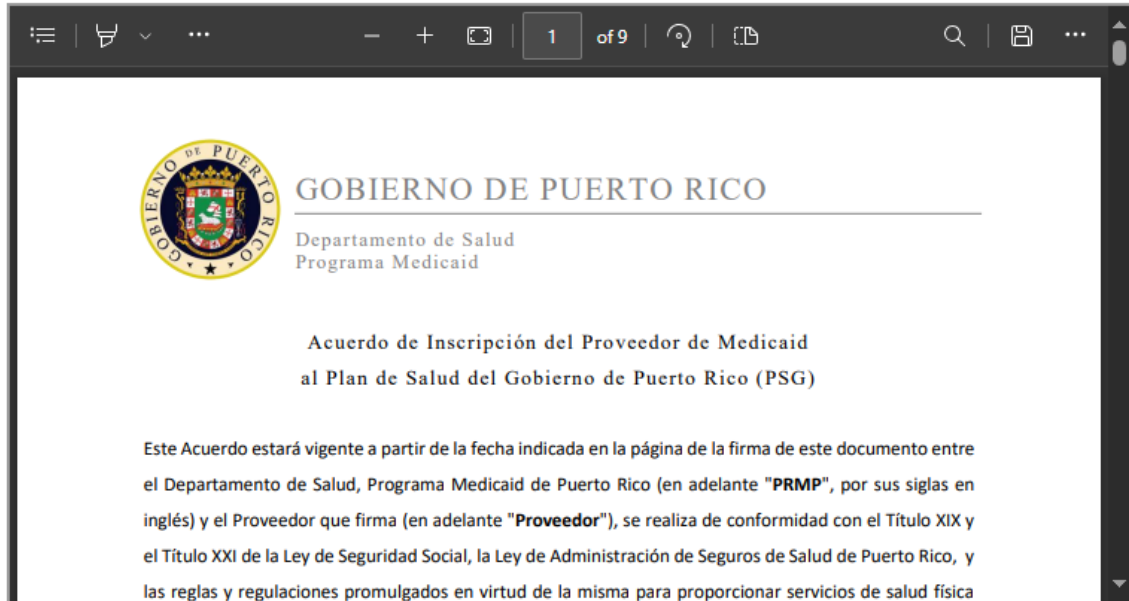 1 of 9
GOBIERNO DE PUERTO RICO
GOBIERNO DE PUERTO RICO
Departamento de Salud
Programa Medicaid
Acuerdo de Inscripción del Proveedor de Medicaid
al Plan de Salud del Gobierno de Puerto Rico (PSG)
Este Acuerdo estará vigente a partir de la fecha indicada en la página de la firma de este documento entre
el Departamento de Salud, Programa Medicaid de Puerto Rico (en adelante "PRMP", por sus siglas en
inglés) y el Proveedor que firma (en adelante "Proveedor"), se realiza de conformidad con el Título XIX y
el Título XXI de la Ley de Seguridad Social, la Ley de Administración de Seguros de Salud de Puerto Rico, y
las reglas y regulaciones promulgados en virtud de la misma para proporcionar servicios de salud física